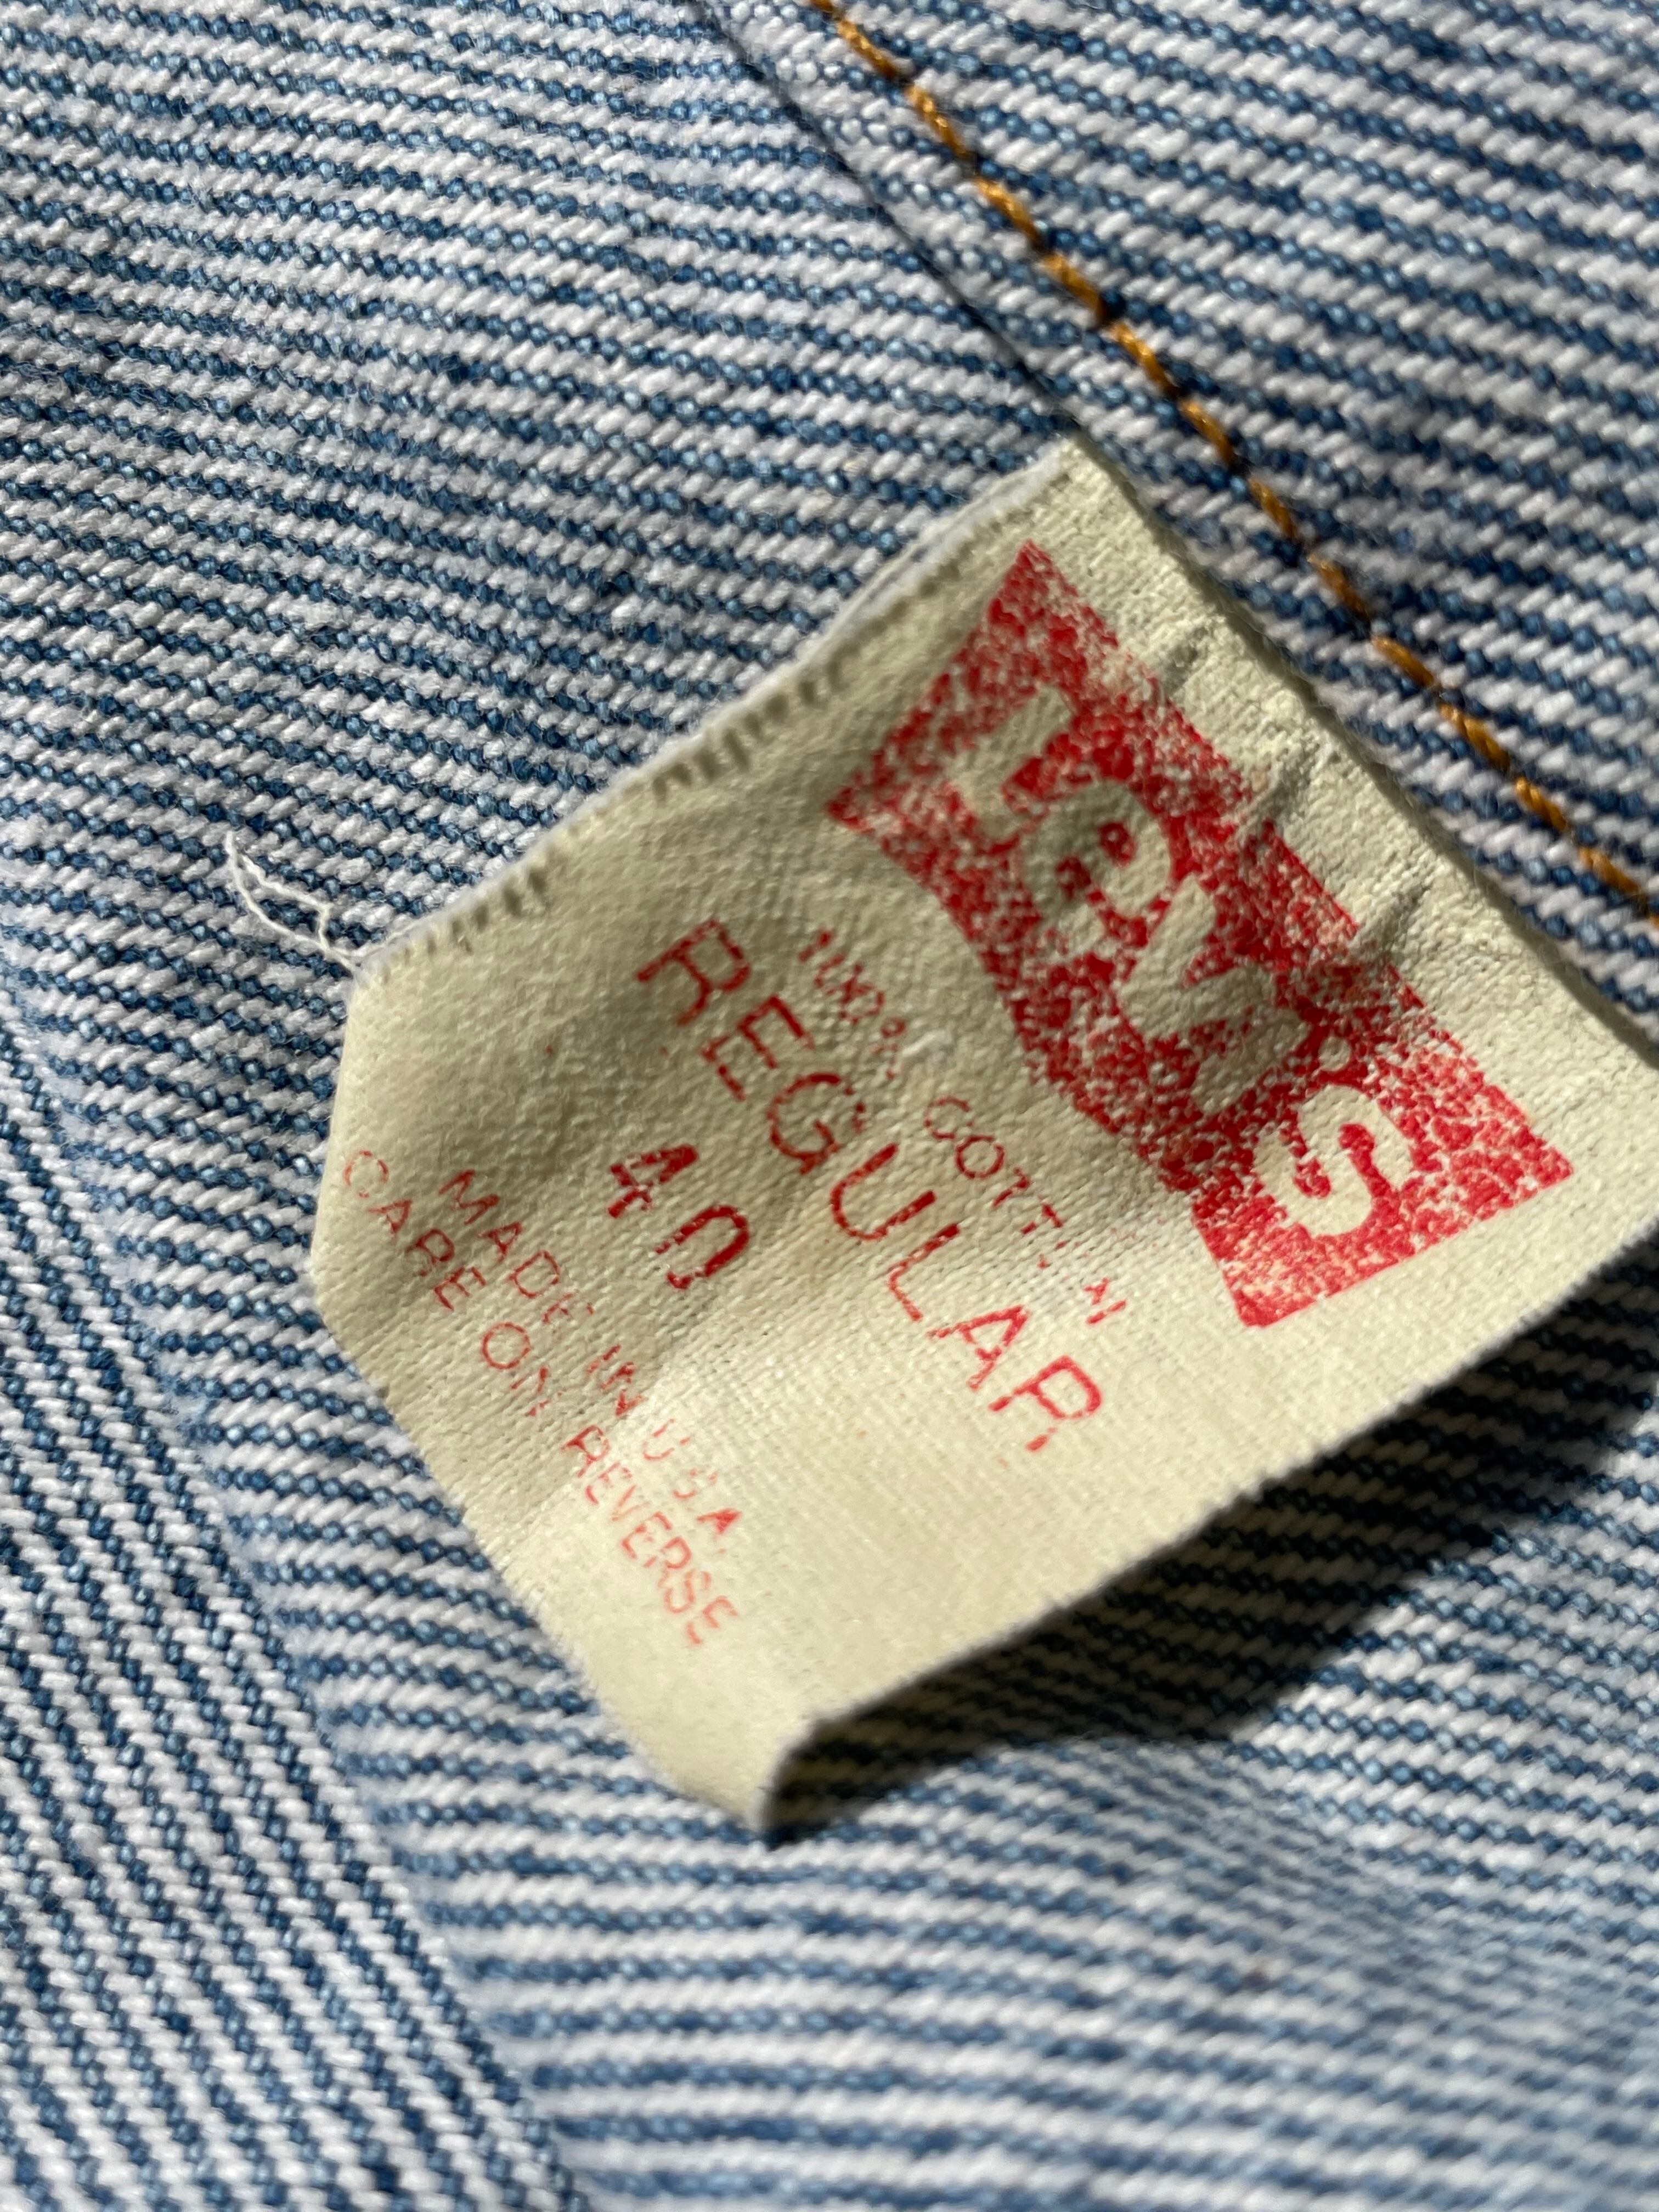 Levi's
100% COTTON
REGULAR
40
MADE IN U.S.A.
CARE ON REVERSE